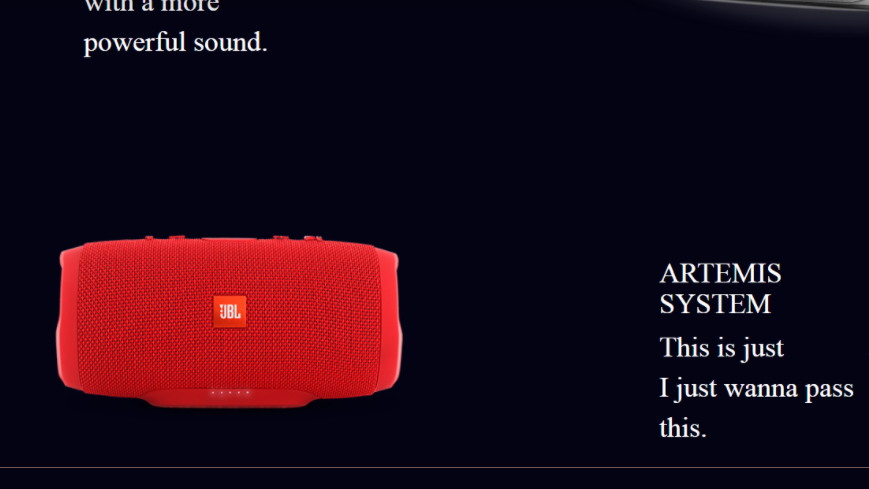 with a more
powerful sound.
JBL
ARTEMIS
SYSTEM
This is just
I just wanna pass
this.